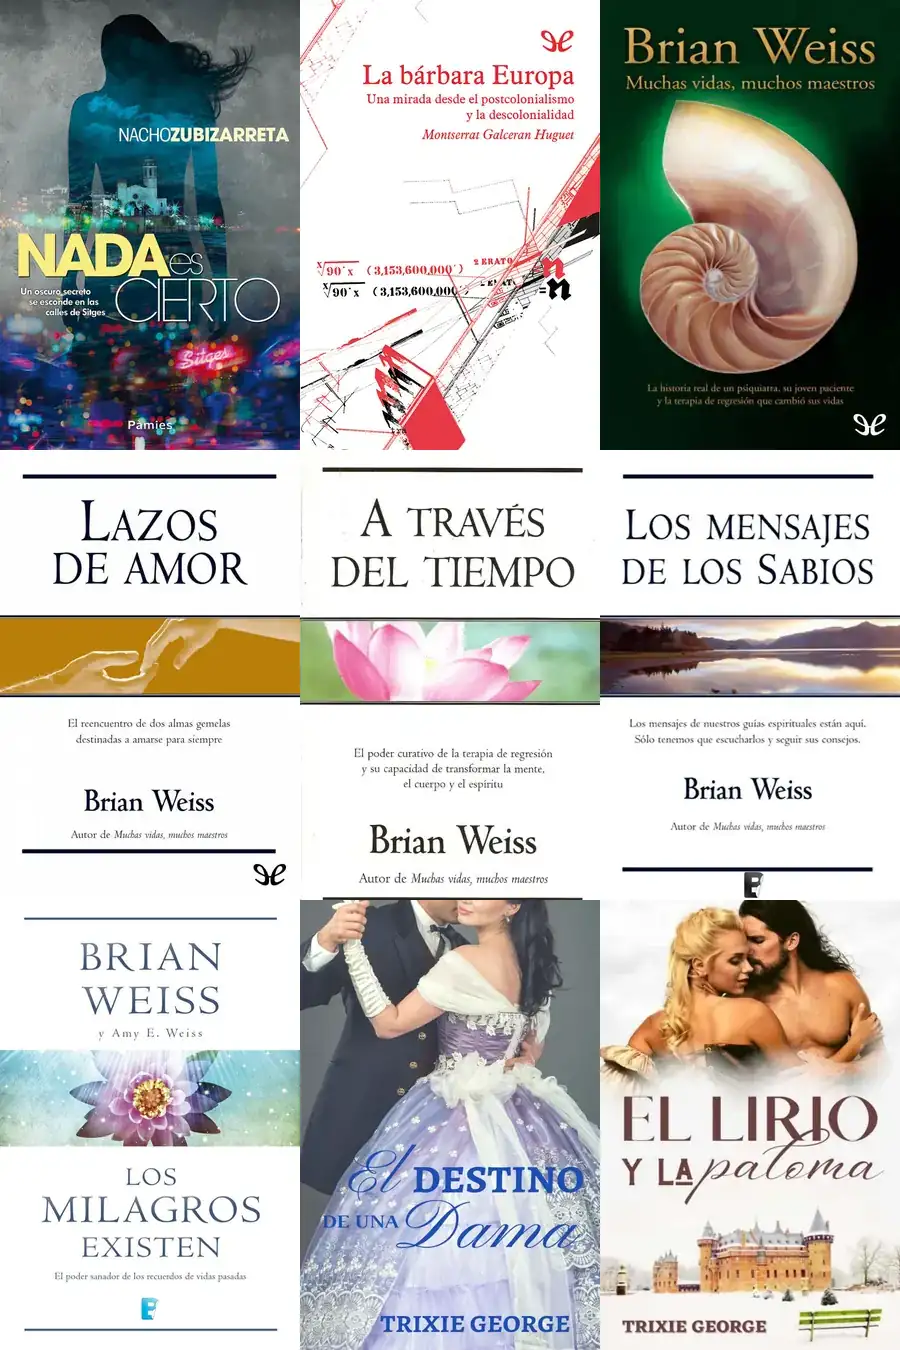 NACHOZUBIZARRETA
NADA es
CIERTO
Un oscuro secreto
se esconde en las
calles de Sitges
Sitges
Pàmies
La bárbara Europa
Una mirada desde el postcolonialismo
y la descolonialidad
Montserrat Galceran Huguet
Brian Weiss
Muchas vidas, muchos maestros
La historia real de un psiquiatra, su joven paciente
y la terapia de regresión que cambió sus vidas
LAZOS
DE AMOR
El reencuentro de dos almas gemelas
destinadas a amarse para siempre
Brian Weiss
Autor de Muchas vidas, muchos maestros
A TRAVÉS
DEL TIEMPO
El poder curativo de la terapia de regresión
y su capacidad de transformar la mente,
el cuerpo y el espíritu
Brian Weiss
Autor de Muchas vidas, muchos maestros
LOS MENSAJES
DE LOS SABIOS
Los mensajes de nuestros guías espirituales están aquí.
Sólo tenemos que escucharlos y seguir sus consejos.
Brian Weiss
Autor de Muchas vidas, muchos maestros
BRIAN
WEISS
y Amy E. Weiss
LOS
MILAGROS
EXISTEN
El poder sanador de los recuerdos de vidas pasadas
El DESTINO
DE UNA Dama
TRIXIE GEORGE
EL LIRIO
Y LA paloma
TRIXIE GEORGE